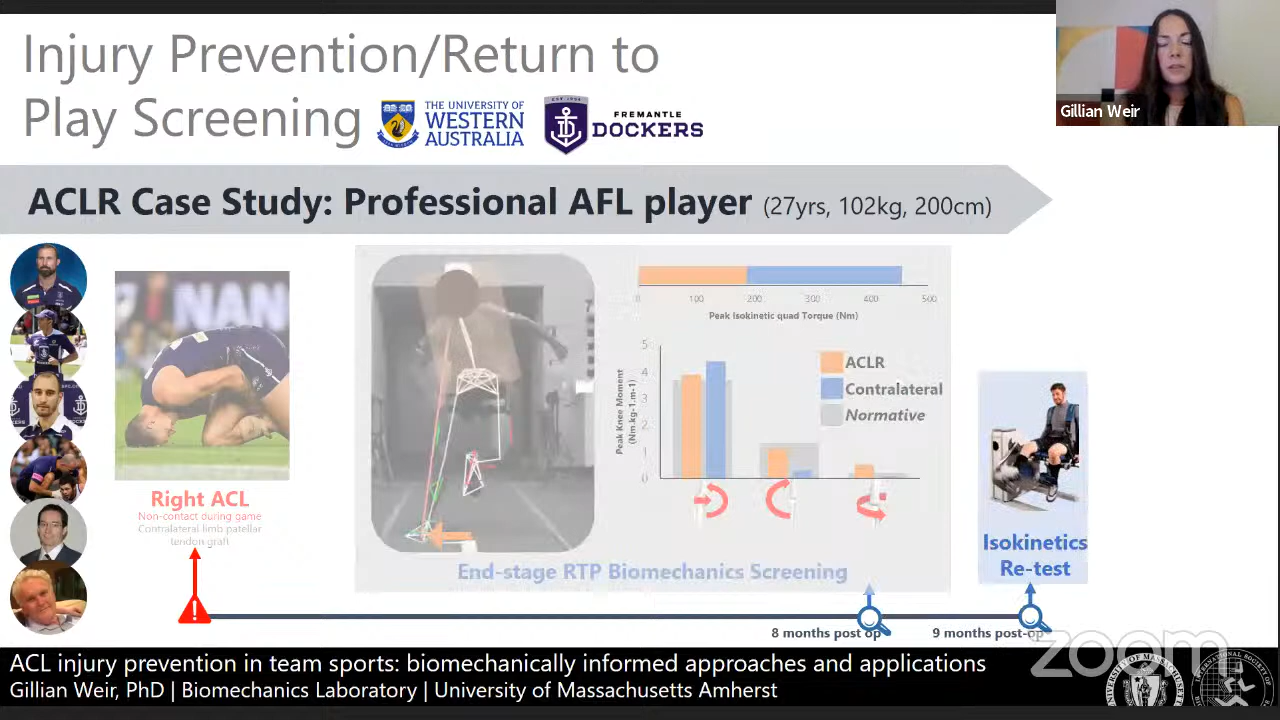 Injury Prevention/Return to
Play Screening
THE UNIVERSITY OF
WESTERN
AUSTRALIA
FREMANTLE
DOCKERS
Gillian Weir
ACLR Case Study: Professional AFL player (27yrs, 102kg, 200cm)
NAN
Right ACL
Non-contact during game
Contralateral limb patellar
tendon graft
0 100 200 300 400 500
Peak Isokinetic quad Torque (Nm)
5
4
3
2
1
0
Peak Knee Moment
(Nm.kg-1.m-1)
ACLR
Contralateral
Normative
End-stage RTP Biomechanics Screening
Isokinetics
Re-test
8 months post op
9 months post-op
zoom
ACL injury prevention in team sports: biomechanically informed approaches and applications
Gillian Weir, PhD | Biomechanics Laboratory | University of Massachusetts Amherst